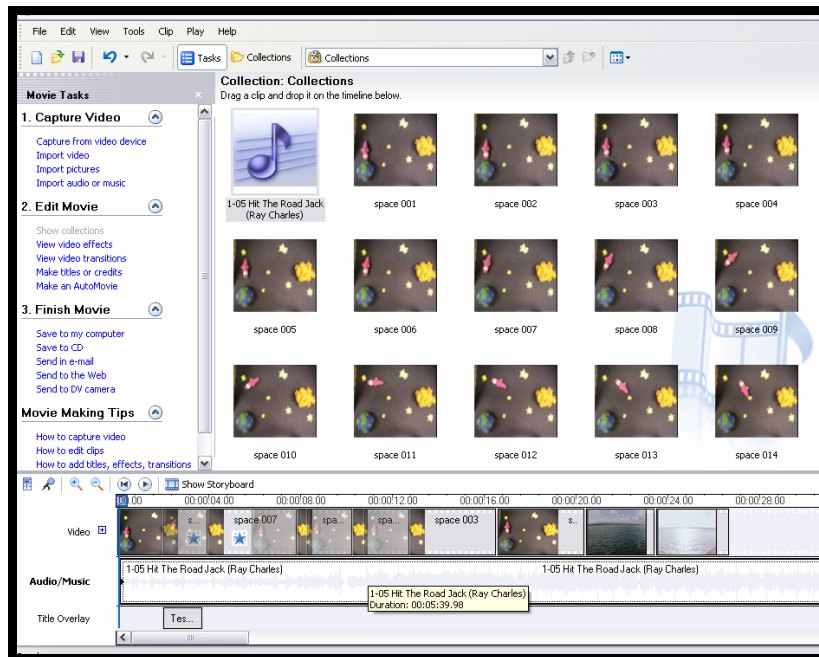 File Edit View Tools Clip Play Help
Tasks Collections Collections
Movie Tasks
Collection: Collections
Drag a clip and drop it on the timeline below.
1. Capture Video
Capture from video device
Import video
Import pictures
Import audio or music
2. Edit Movie
Show collections
View video effects
View video transitions
Make titles or credits
Make an AutoMovie
3. Finish Movie
Save to my computer
Save to CD
Send in e-mail
Send to the Web
Send to DV camera
Movie Making Tips
How to capture video
How to edit clips
How to add titles, effects, transitions
1-05 Hit The Road Jack
(Ray Charles)
space 001
space 002
space 003
space 004
space 005
space 006
space 007
space 008
space 009
space 010
space 011
space 012
space 013
space 014
Show Storyboard
00:00:04.00 00:00:08.00 00:00:12.00 00:00:16.00 00:00:20.00 00:00:24.00 00:00:28.00
Video
s... space 007 spa... spa... space 003 s..
Audio/Music
1-05 Hit The Road Jack (Ray Charles) 1-05 Hit The Road Jack (Ray Charles)
1-05 Hit The Road Jack (Ray Charles)
Duration: 00:05:39.98
Title Overlay
Tes...